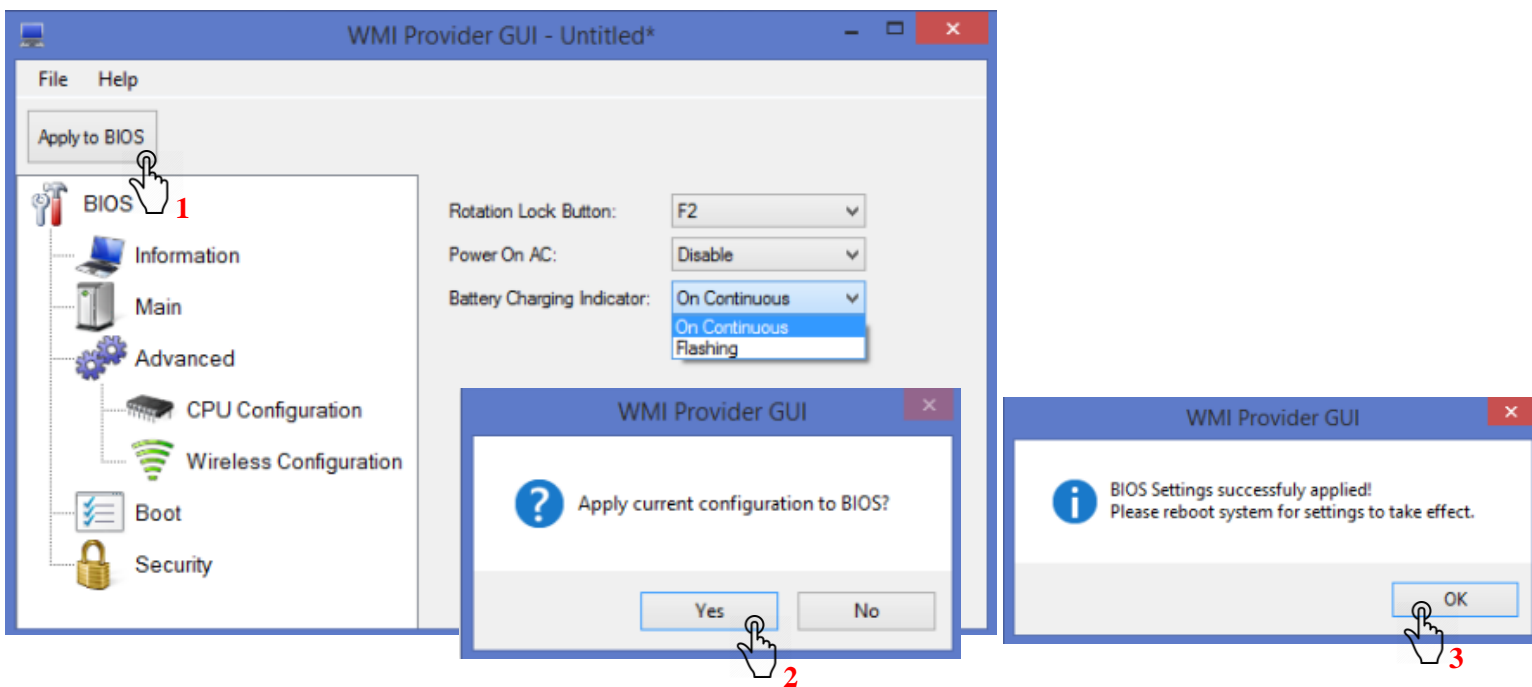 WMI Provider GUI - Untitled*
File Help
Apply to BIOS
1
BIOS
Information
Main
Advanced
CPU Configuration
Wireless Configuration
Boot
Security
Rotation Lock Button: F2
Power On AC: Disable
Battery Charging Indicator: On Continuous
On Continuous
Flashing
WMI Provider GUI
Apply current configuration to BIOS?
Yes No
2
WMI Provider GUI
BIOS Settings successfuly applied!
Please reboot system for settings to take effect.
OK
3